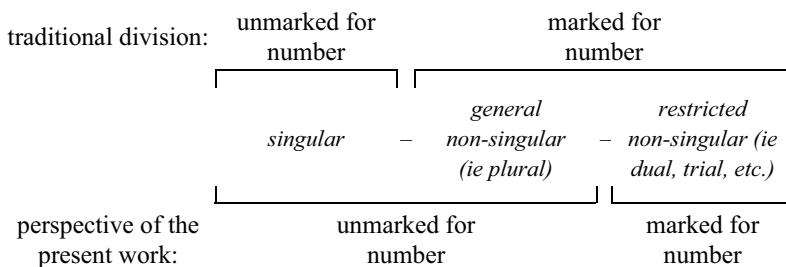 traditional division:
unmarked for
number
marked for
number
singular – general
non-singular
(ie plural) – restricted
non-singular (ie
dual, trial, etc.)
perspective of the
present work:
unmarked for
number
marked for
number